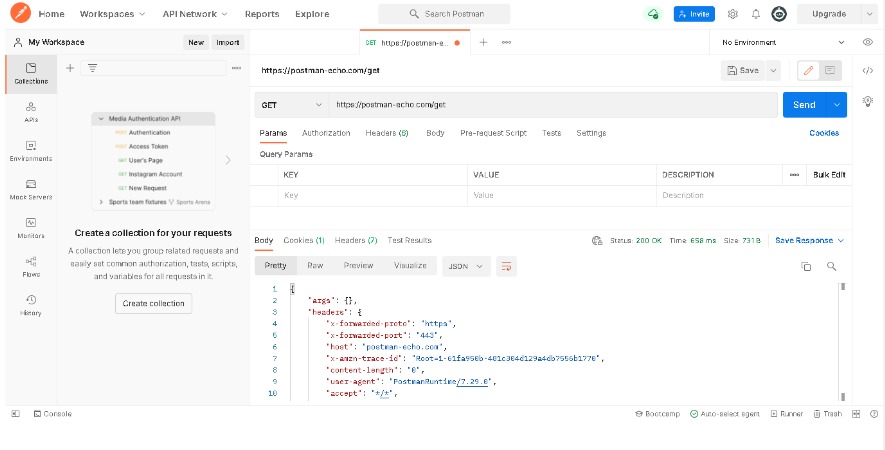 Home Workspaces API Network Reports Explore Search Postman Invite Upgrade
My Workspace New Import GET https://postman-e... No Environment
Collections
APIs
Environments
Mock Servers
Monitors
Flows
History
Media Authentication API
POST Authentication
POST Access Token
GET User's Page
GET Instagram Account
GET New Request
Sports team fixtures Sports Arena
Create a collection for your requests
A collection lets you group related requests and
easily set common authorization, tests, scripts,
and variables for all requests in it.
Create collection
https://postman-echo.com/get Save
GET https://postman-echo.com/get Send
Params Authorization Headers (6) Body Pre-request Script Tests Settings Cookies
Query Params
KEY VALUE DESCRIPTION Bulk Edit
Key Value Description
Body Cookies (1) Headers (7) Test Results Status: 200 OK Time: 658 ms Size: 731 B Save Response
Pretty Raw Preview Visualize JSON
1 {
2 "args": {},
3 "headers": {
4 "x-forwarded-proto": "https",
5 "x-forwarded-port": "443",
6 "host": "postman-echo.com",
7 "x-amzn-trace-id": "Root=1-61fa950b-401c304d129a4db7556b1770",
8 "content-length": "0",
9 "user-agent": "PostmanRuntime/7.29.0",
10 "accept": "*/*",
Console Bootcamp Auto-select agent Runner Trash